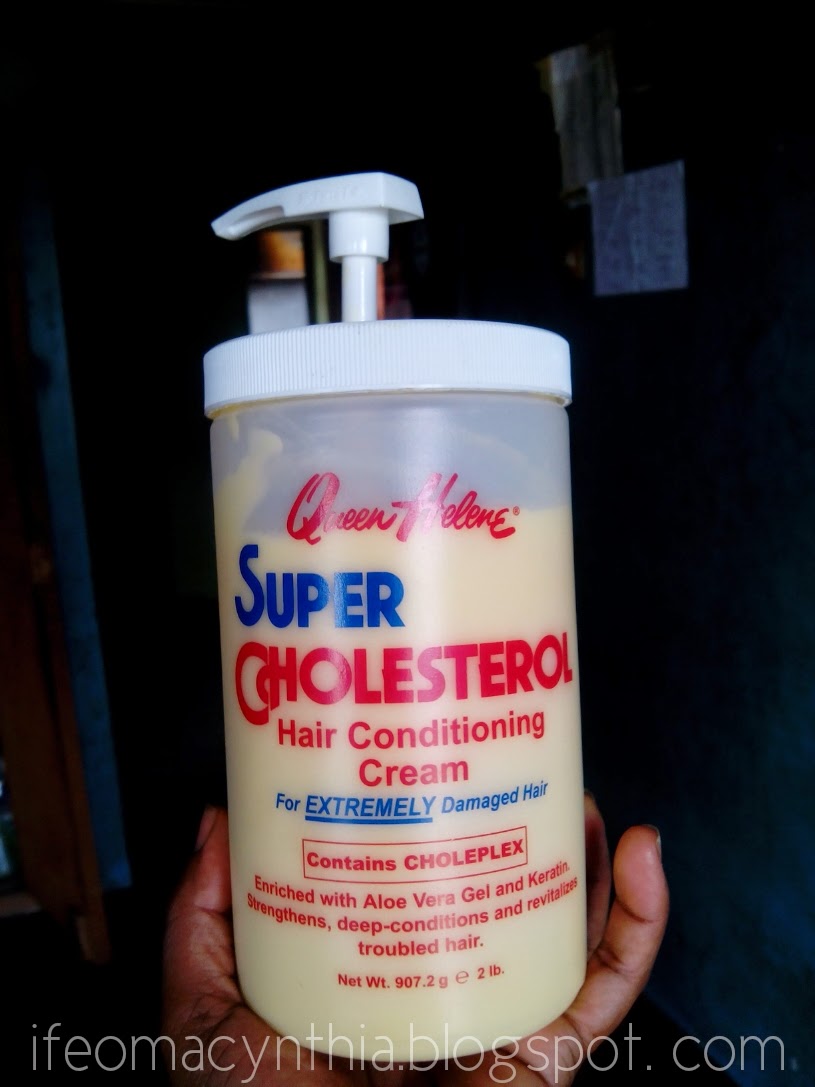 Queen Helene®
SUPER
CHOLESTEROL
Hair Conditioning
Cream
For EXTREMELY Damaged Hair
Contains CHOLEPLEX
Enriched with Aloe Vera Gel and Keratin.
Strengthens, deep-conditions and revitalizes
troubled hair.
Net Wt. 907.2 g ℮ 2 lb.
ifeomacynthia.blogspot. com